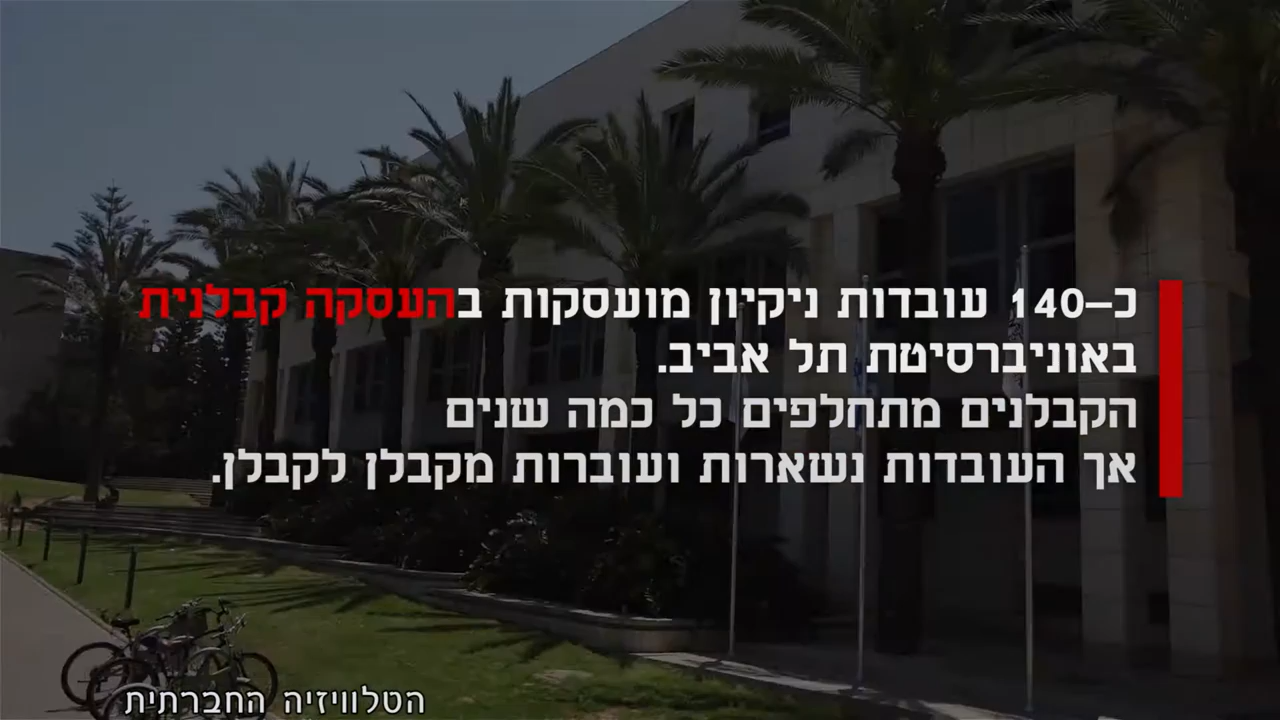 כ–140 עובדות ניקיון מועסקות בהעסקה קבלנית
באוניברסיטת תל אביב.
הקבלנים מתחלפים כל כמה שנים
אך העובדות נשארות ועוברות מקבלן לקבלן.
הטלוויזיה החברתית